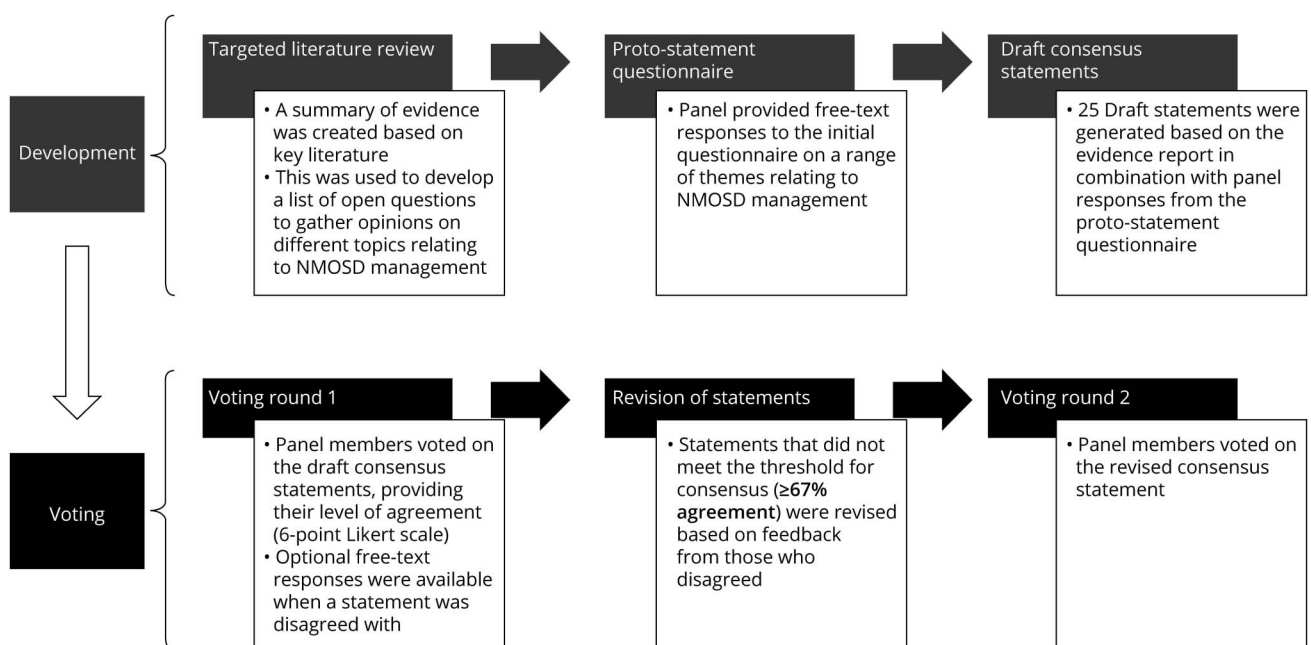 Development
Targeted literature review
• A summary of evidence
was created based on
key literature
• This was used to develop
a list of open questions
to gather opinions on
different topics relating
to NMOSD management
Proto-statement
questionnaire
• Panel provided free-text
responses to the initial
questionnaire on a range
of themes relating to
NMOSD management
Draft consensus
statements
• 25 Draft statements were
generated based on the
evidence report in
combination with panel
responses from the
proto-statement
questionnaire
Voting
Voting round 1
• Panel members voted on
the draft consensus
statements, providing
their level of agreement
(6-point Likert scale)
• Optional free-text
responses were available
when a statement was
disagreed with
Revision of statements
• Statements that did not
meet the threshold for
consensus (≥67%
agreement) were revised
based on feedback
from those who
disagreed
Voting round 2
• Panel members voted on
the revised consensus
statement